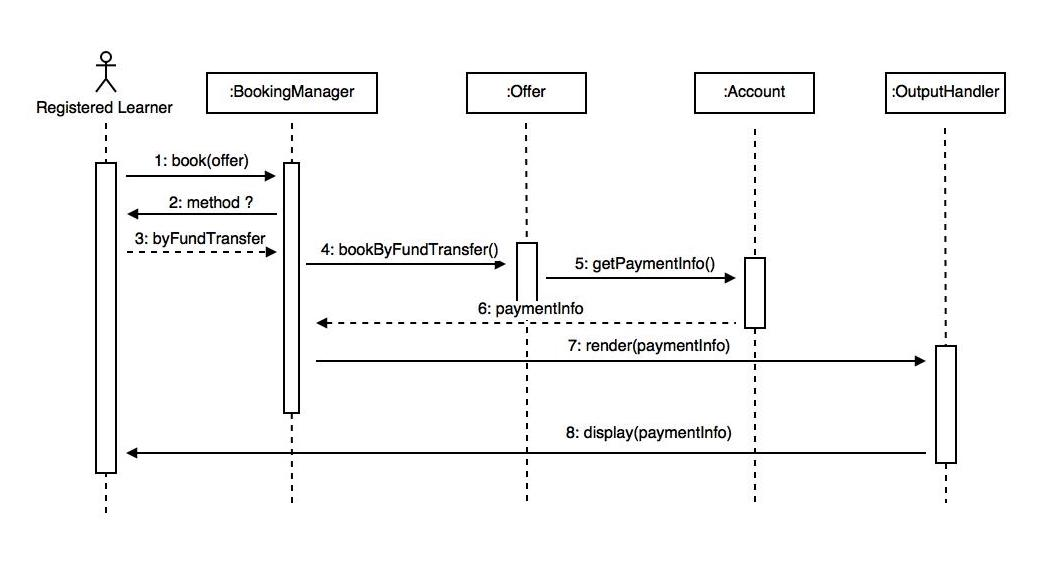 Registered Learner
:BookingManager
:Offer
:Account
:OutputHandler
1: book(offer)
2: method ?
3: byFundTransfer
4: bookByFundTransfer()
5: getPaymentInfo()
6: paymentInfo
7: render(paymentInfo)
8: display(paymentInfo)